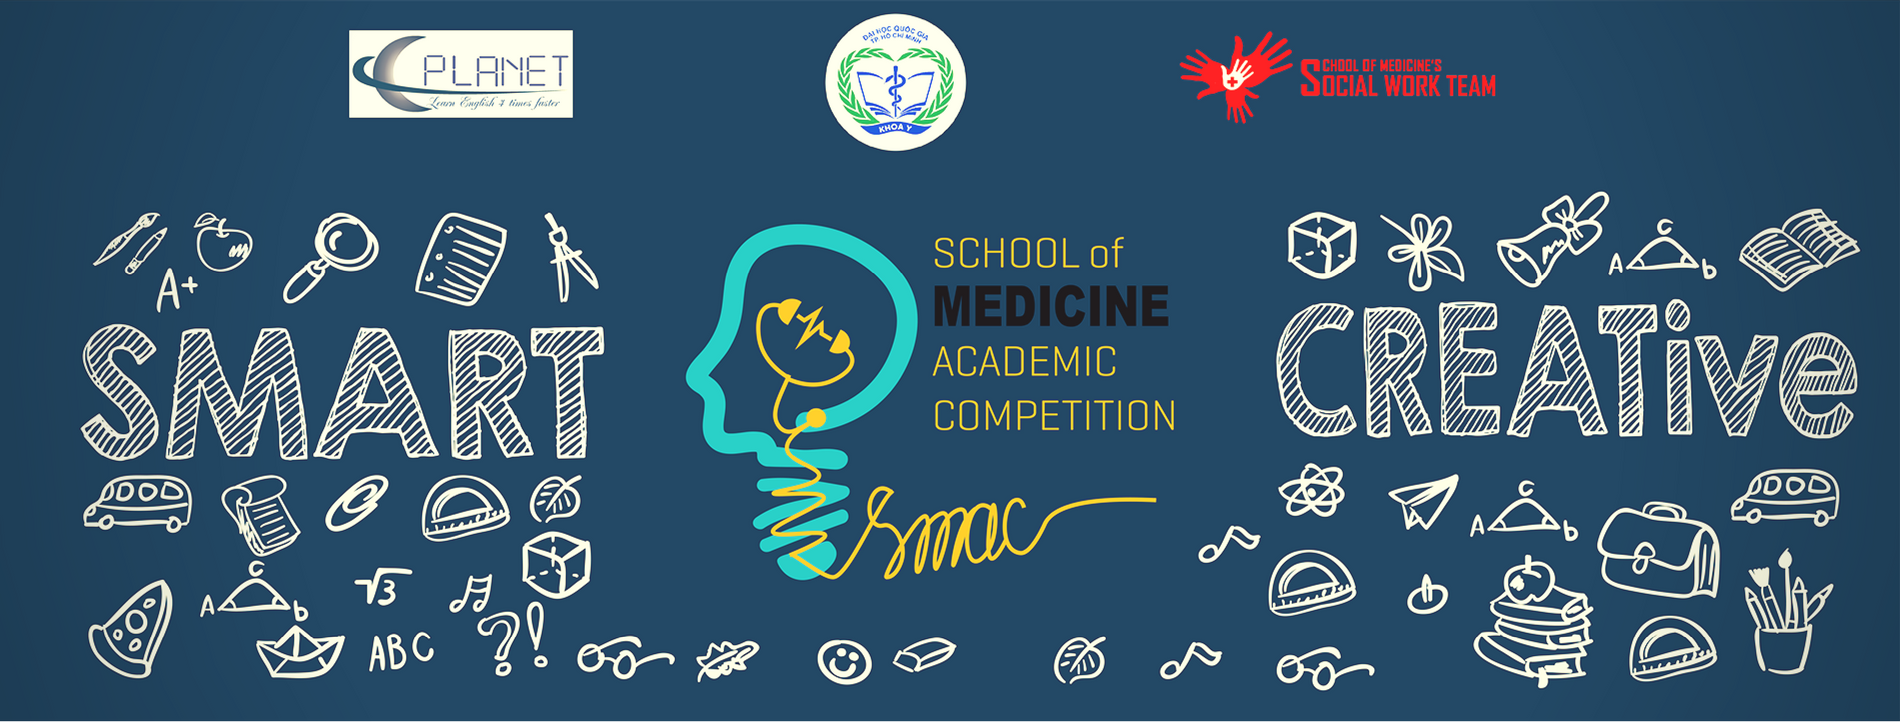 PLANET
Learn English 4 times faster
ĐẠI HỌC QUỐC GIA
TP. HỒ CHÍ MINH
KHOA Y
SCHOOL OF MEDICINE'S
SOCIAL WORK TEAM
A+
SMART
SCHOOL of
MEDICINE
ACADEMIC
COMPETITION
smac
C
A b
CREATive
C
A b
C
A b
√3
ABC
?!